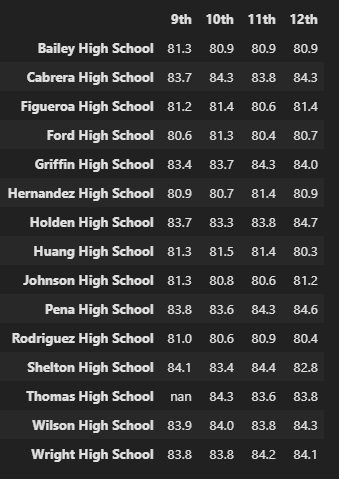 9th 10th 11th 12th
Bailey High School 81.3 80.9 80.9 80.9
Cabrera High School 83.7 84.3 83.8 84.3
Figueroa High School 81.2 81.4 80.6 81.4
Ford High School 80.6 81.3 80.4 80.7
Griffin High School 83.4 83.7 84.3 84.0
Hernandez High School 80.9 80.7 81.4 80.9
Holden High School 83.7 83.3 83.8 84.7
Huang High School 81.3 81.5 81.4 80.3
Johnson High School 81.3 80.8 80.6 81.2
Pena High School 83.8 83.6 84.3 84.6
Rodriguez High School 81.0 80.6 80.9 80.4
Shelton High School 84.1 83.4 84.4 82.8
Thomas High School nan 84.3 83.6 83.8
Wilson High School 83.9 84.0 83.8 84.3
Wright High School 83.8 83.8 84.2 84.1